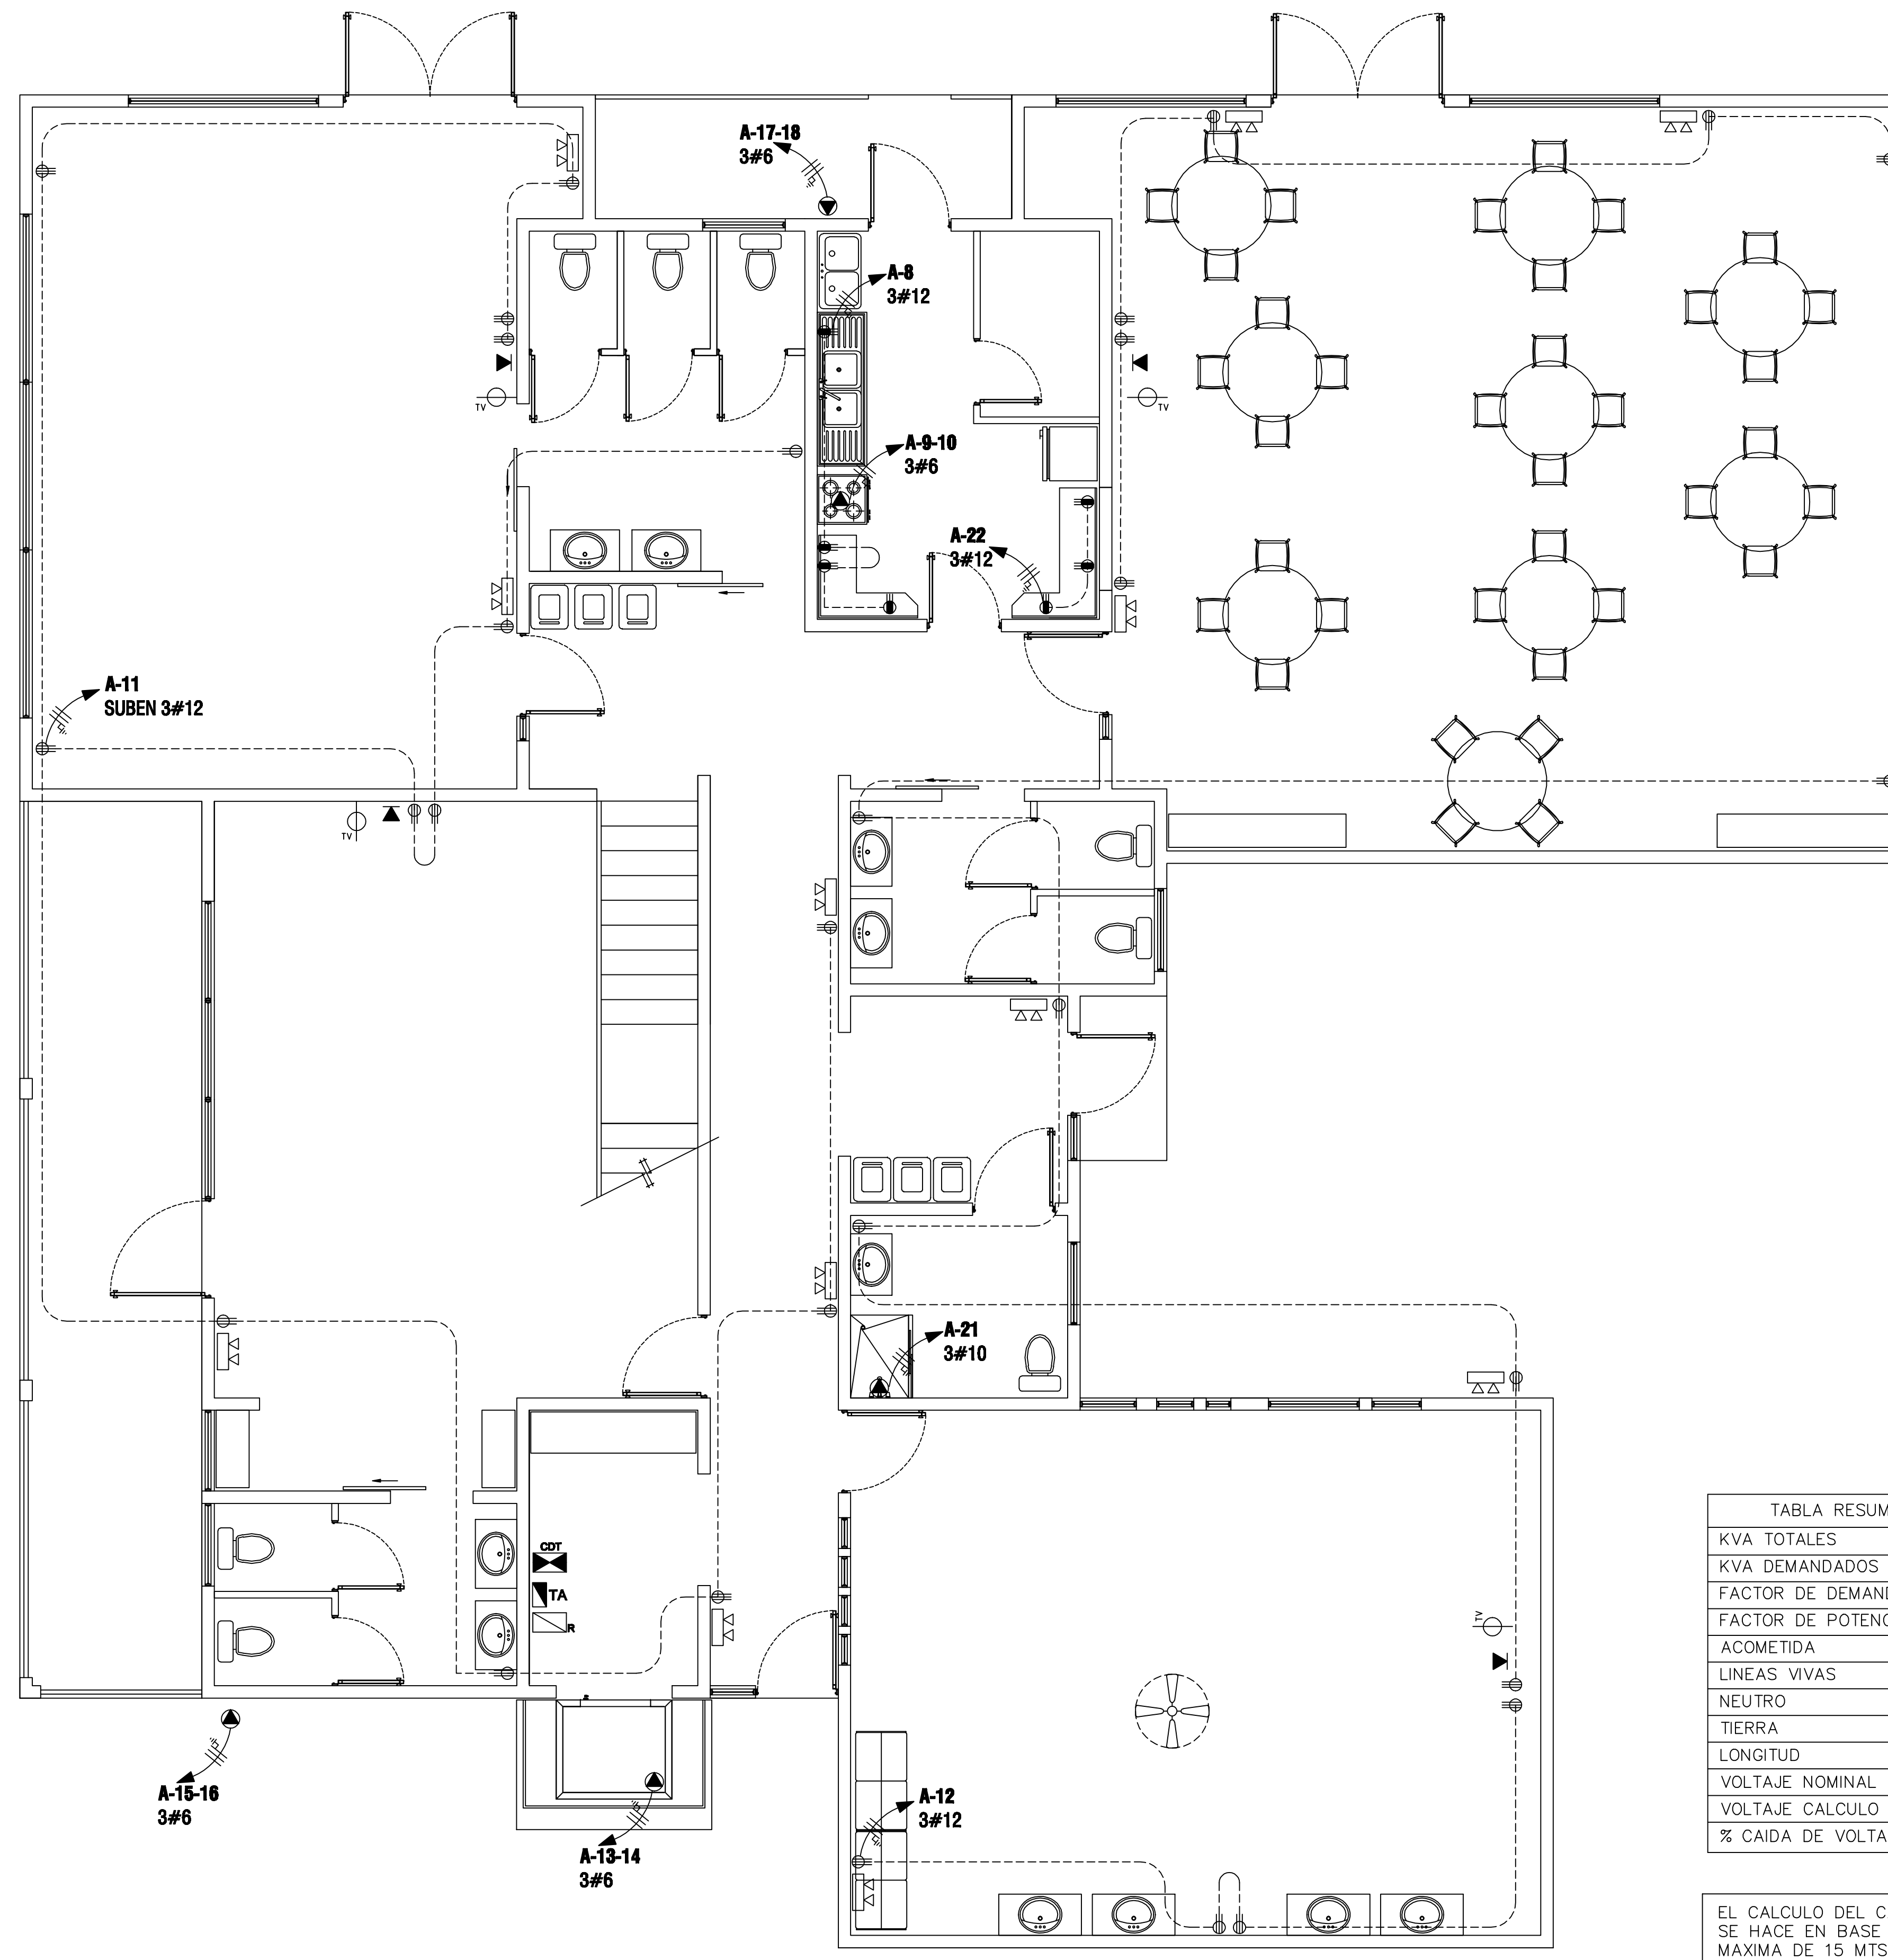 A-17-18
3#6
A-8
3#12
TV
TV
A-9-10
3#6
A-22
3#12
A-11
SUBEN 3#12
TV
A-21
3#10
CDT
TA
R
TV
A-15-16
3#6
A-13-14
3#6
A-12
3#12
TABLA RESUM
KVA TOTALES
KVA DEMANDADOS
FACTOR DE DEMAN
FACTOR DE POTENC
ACOMETIDA
LINEAS VIVAS
NEUTRO
TIERRA
LONGITUD
VOLTAJE NOMINAL
VOLTAJE CALCULO
% CAIDA DE VOLTA
EL CALCULO DEL C
SE HACE EN BASE
MAXIMA DE 15 MTS